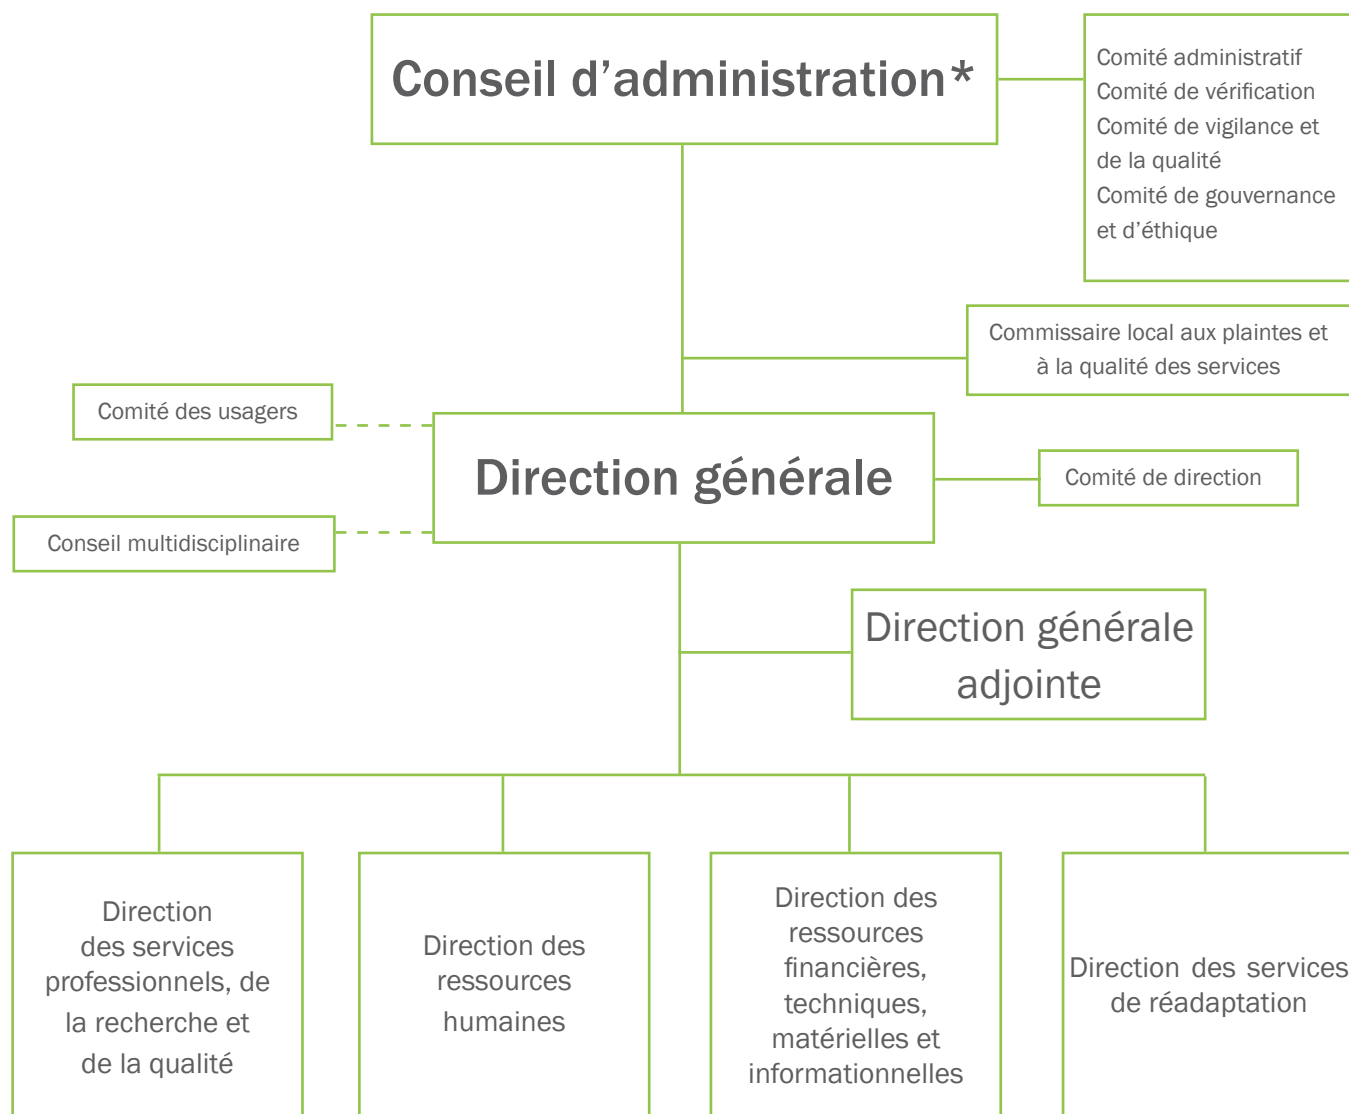 Conseil d’administration*
Comité administratif
Comité de vérification
Comité de vigilance et
de la qualité
Comité de gouvernance
et d’éthique
Commissaire local aux plaintes et
à la qualité des services
Comité des usagers
Direction générale
Comité de direction
Conseil multidisciplinaire
Direction générale
adjointe
Direction
des services
professionnels, de
la recherche et
de la qualité
Direction des
ressources
humaines
Direction des
ressources
financières,
techniques,
matérielles et
informationnelles
Direction des services
de réadaptation